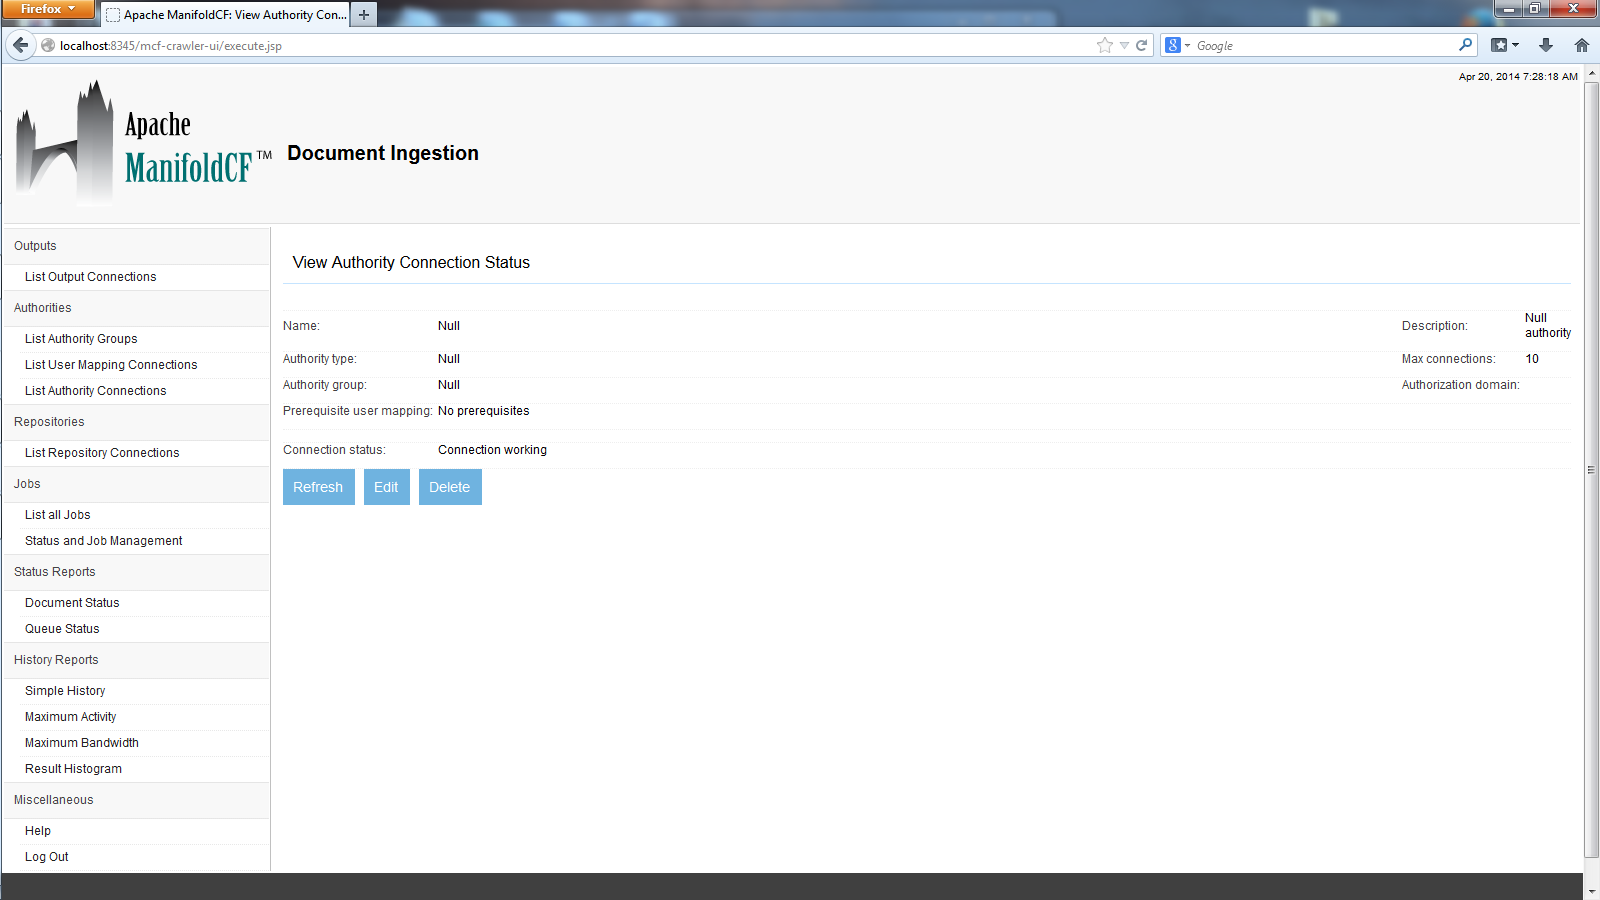 Firefox
Apache ManifoldCF: View Authority Con...
localhost:8345/mcf-crawler-ui/execute.jsp
Google
Apr 20, 2014 7:28:18 AM
Apache
ManifoldCF™
Document Ingestion
Outputs
List Output Connections
Authorities
List Authority Groups
List User Mapping Connections
List Authority Connections
Repositories
List Repository Connections
Jobs
List all Jobs
Status and Job Management
Status Reports
Document Status
Queue Status
History Reports
Simple History
Maximum Activity
Maximum Bandwidth
Result Histogram
Miscellaneous
Help
Log Out
View Authority Connection Status
Name: Null Description: Null authority
Authority type: Null Max connections: 10
Authority group: Null Authorization domain:
Prerequisite user mapping: No prerequisites
Connection status: Connection working
Refresh Edit Delete